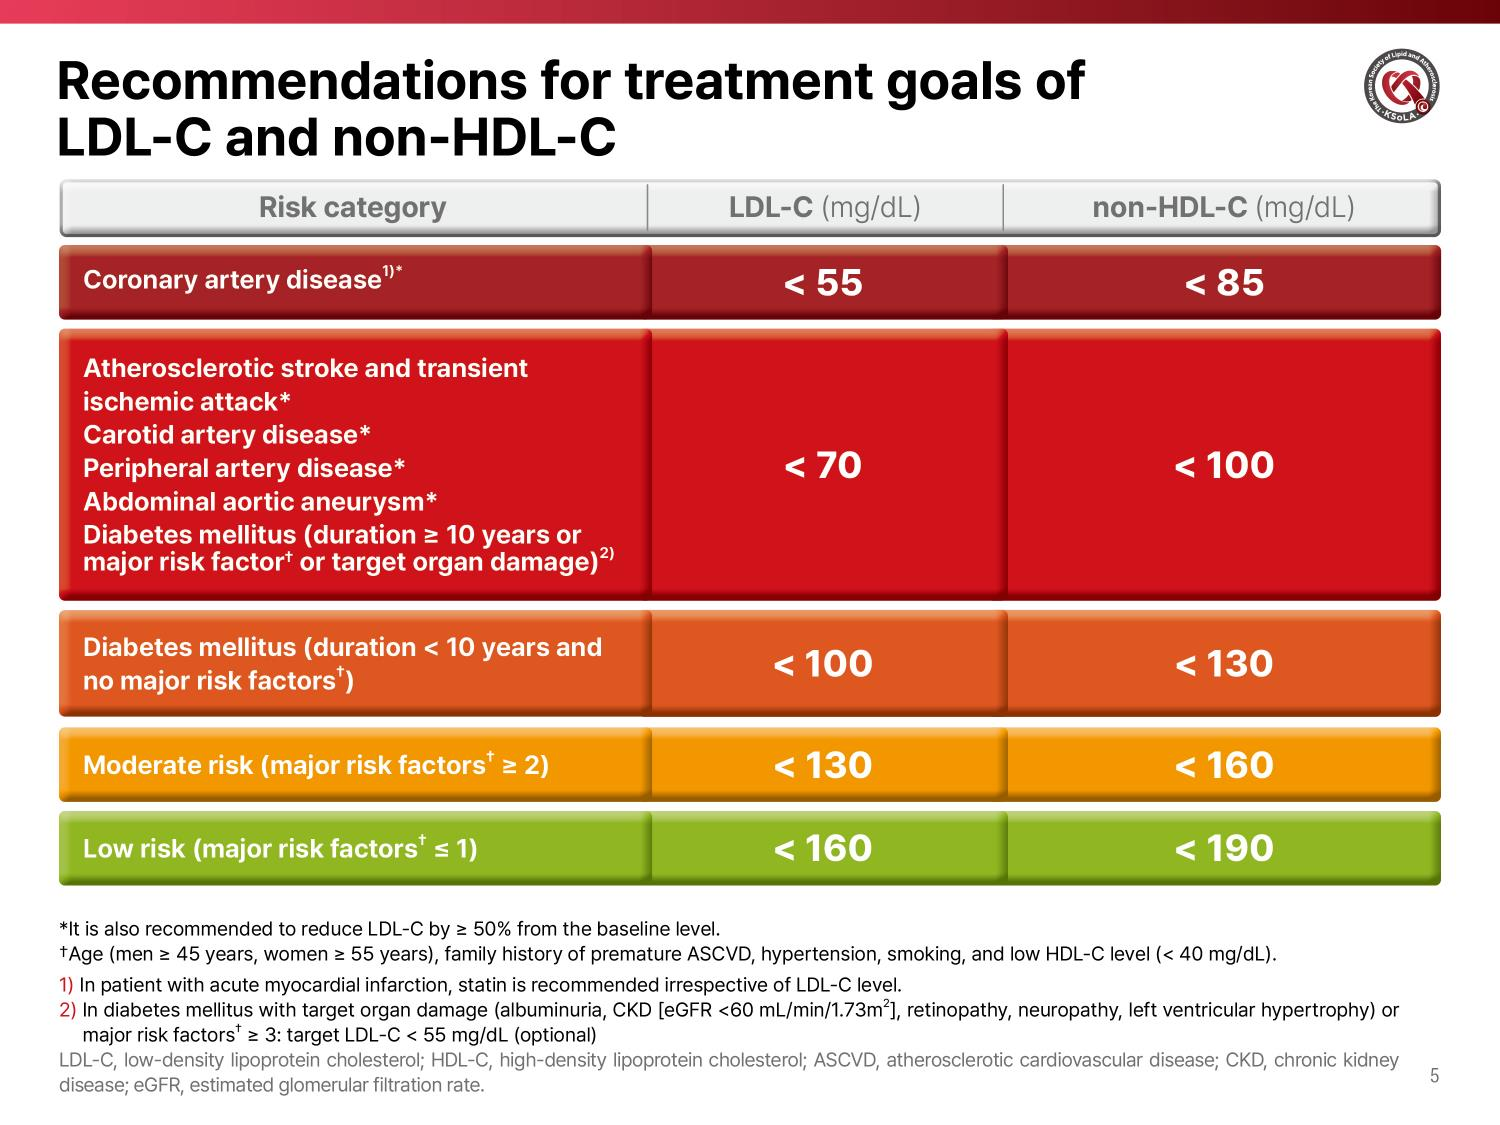 Recommendations for treatment goals of
LDL-C and non-HDL-C
The Korean Society of Lipid and Atherosclerosis
KSoLA
Risk category LDL-C (mg/dL) non-HDL-C (mg/dL)
Coronary artery disease1)* < 55 < 85
Atherosclerotic stroke and transient
ischemic attack*
Carotid artery disease*
Peripheral artery disease* < 70 < 100
Abdominal aortic aneurysm*
Diabetes mellitus (duration ≥ 10 years or
major risk factor† or target organ damage)2)
Diabetes mellitus (duration < 10 years and
no major risk factors†) < 100 < 130
Moderate risk (major risk factors† ≥ 2) < 130 < 160
Low risk (major risk factors† ≤ 1) < 160 < 190
*It is also recommended to reduce LDL-C by ≥ 50% from the baseline level.
†Age (men ≥ 45 years, women ≥ 55 years), family history of premature ASCVD, hypertension, smoking, and low HDL-C level (< 40 mg/dL).
1) In patient with acute myocardial infarction, statin is recommended irrespective of LDL-C level.
2) In diabetes mellitus with target organ damage (albuminuria, CKD [eGFR <60 mL/min/1.73m2], retinopathy, neuropathy, left ventricular hypertrophy) or
major risk factors† ≥ 3: target LDL-C < 55 mg/dL (optional)
LDL-C, low-density lipoprotein cholesterol; HDL-C, high-density lipoprotein cholesterol; ASCVD, atherosclerotic cardiovascular disease; CKD, chronic kidney
disease; eGFR, estimated glomerular filtration rate.
5